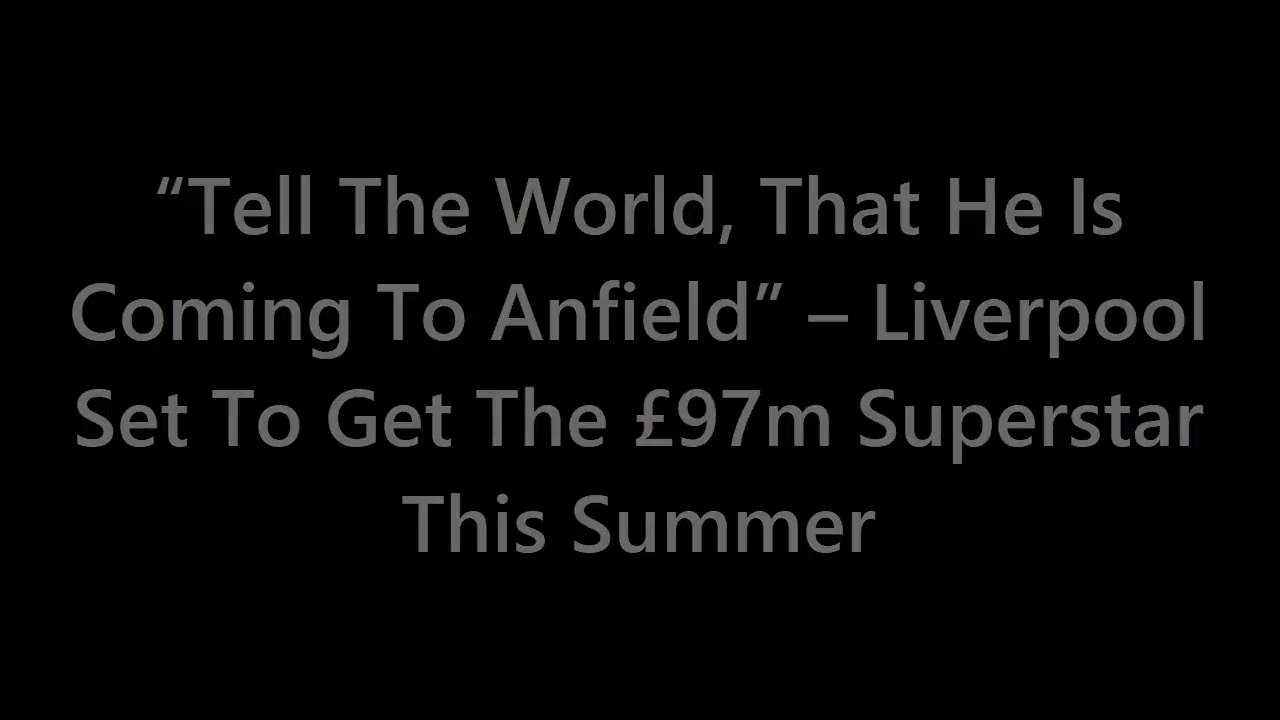 “Tell The World, That He Is
Coming To Anfield” – Liverpool
Set To Get The £97m Superstar
This Summer